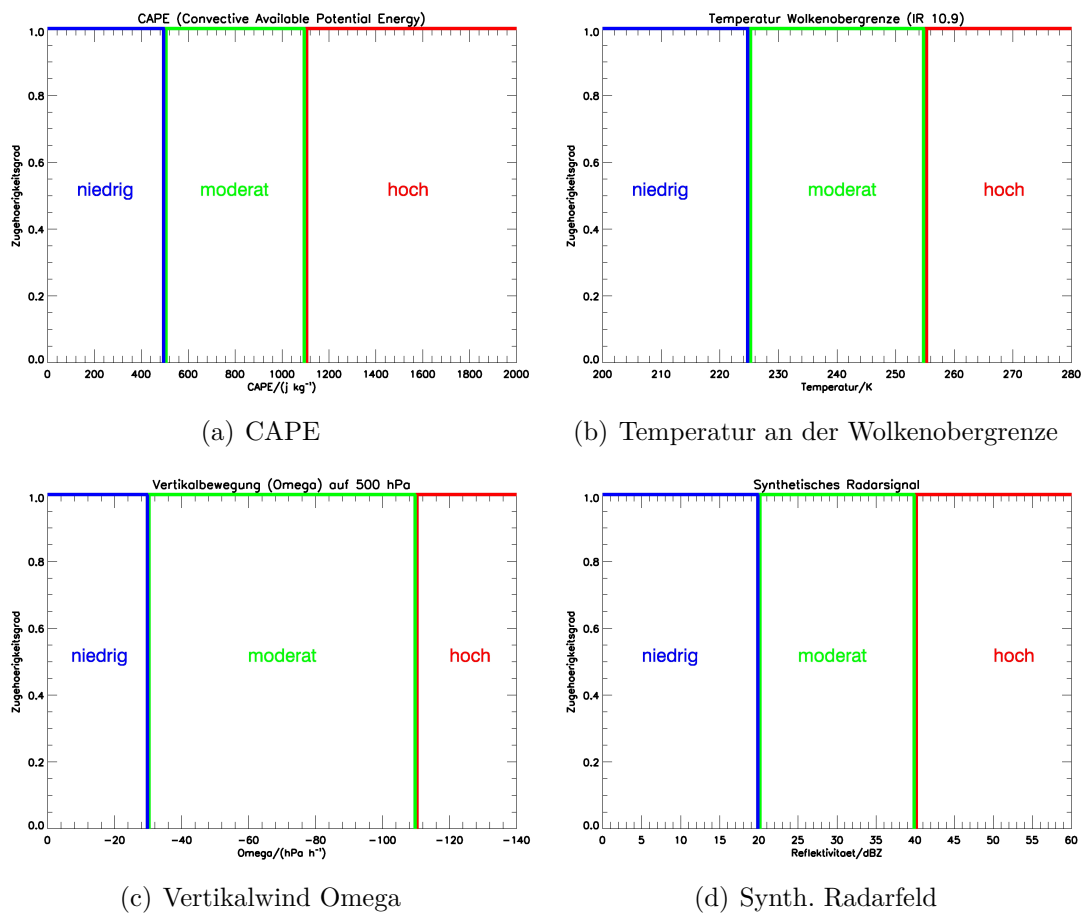 CAPE (Convective Available Potential Energy)
Zugehoerigkeitsgrad
1.0
0.8
0.6
0.4
0.2
0.0
niedrig
moderat
hoch
0 200 400 600 800 1000 1200 1400 1600 1800 2000
CAPE/(j kg⁻¹)
(a) CAPE
Temperatur Wolkenobergrenze (IR 10.9)
Zugehoerigkeitsgrad
1.0
0.8
0.6
0.4
0.2
0.0
niedrig
moderat
hoch
200 210 220 230 240 250 260 270 280
Temperatur/K
(b) Temperatur an der Wolkenobergrenze
Vertikalbewegung (Omega) auf 500 hPa
Zugehoerigkeitsgrad
1.0
0.8
0.6
0.4
0.2
0.0
niedrig
moderat
hoch
0 -20 -40 -60 -80 -100 -120 -140
Omega/(hPa h⁻¹)
(c) Vertikalwind Omega
Synthetisches Radarsignal
Zugehoerigkeitsgrad
1.0
0.8
0.6
0.4
0.2
0.0
niedrig
moderat
hoch
0 5 10 15 20 25 30 35 40 45 50 55 60
Reflektivitaet/dBZ
(d) Synth. Radarfeld